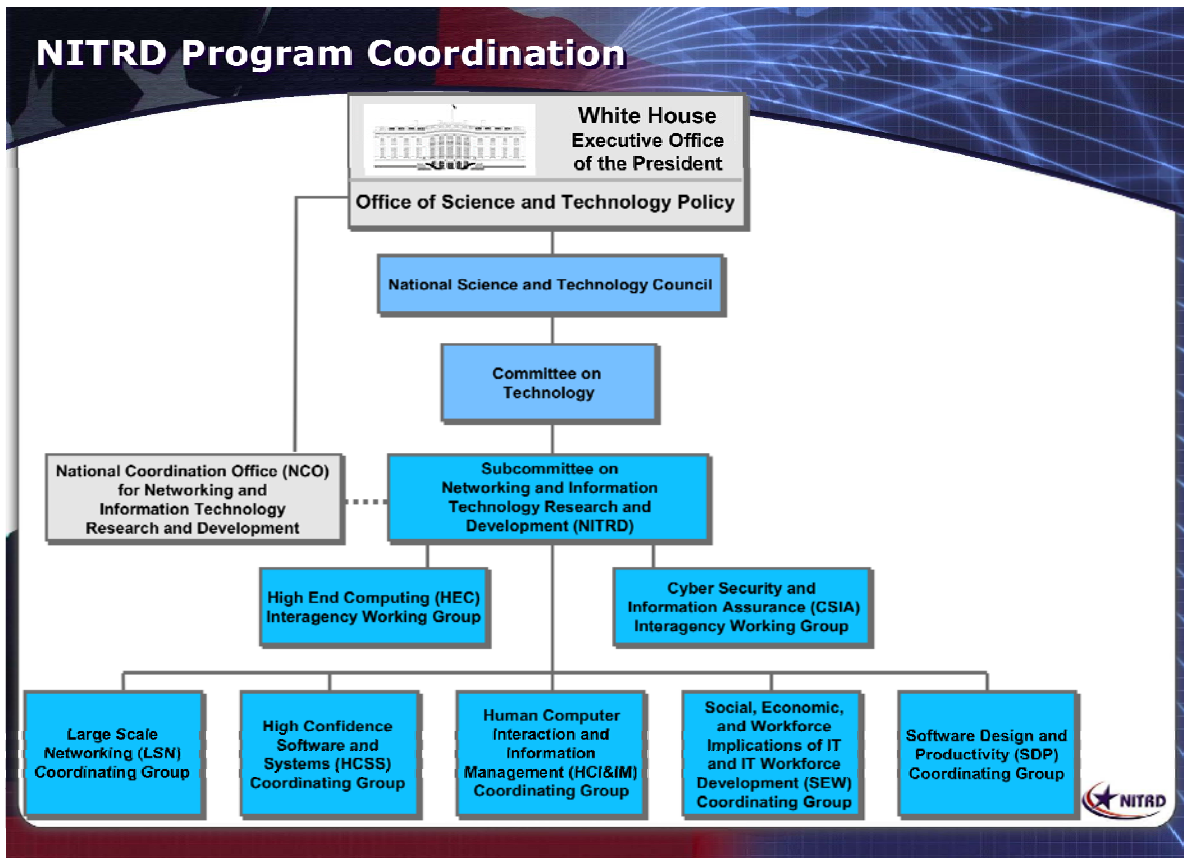 NITRD Program Coordination
White House
Executive Office
of the President
Office of Science and Technology Policy
National Science and Technology Council
Committee on
Technology
National Coordination Office (NCO)
for Networking and
Information Technology
Research and Development
Subcommittee on
Networking and Information
Technology Research and
Development (NITRD)
High End Computing (HEC)
Interagency Working Group
Cyber Security and
Information Assurance (CSIA)
Interagency Working Group
Large Scale
Networking (LSN)
Coordinating Group
High Confidence
Software and
Systems (HCSS)
Coordinating Group
Human Computer
Interaction and
Information
Management (HCI&IM)
Coordinating Group
Social, Economic,
and Workforce
Implications of IT
and IT Workforce
Development (SEW)
Coordinating Group
Software Design and
Productivity (SDP)
Coordinating Group
NITRD